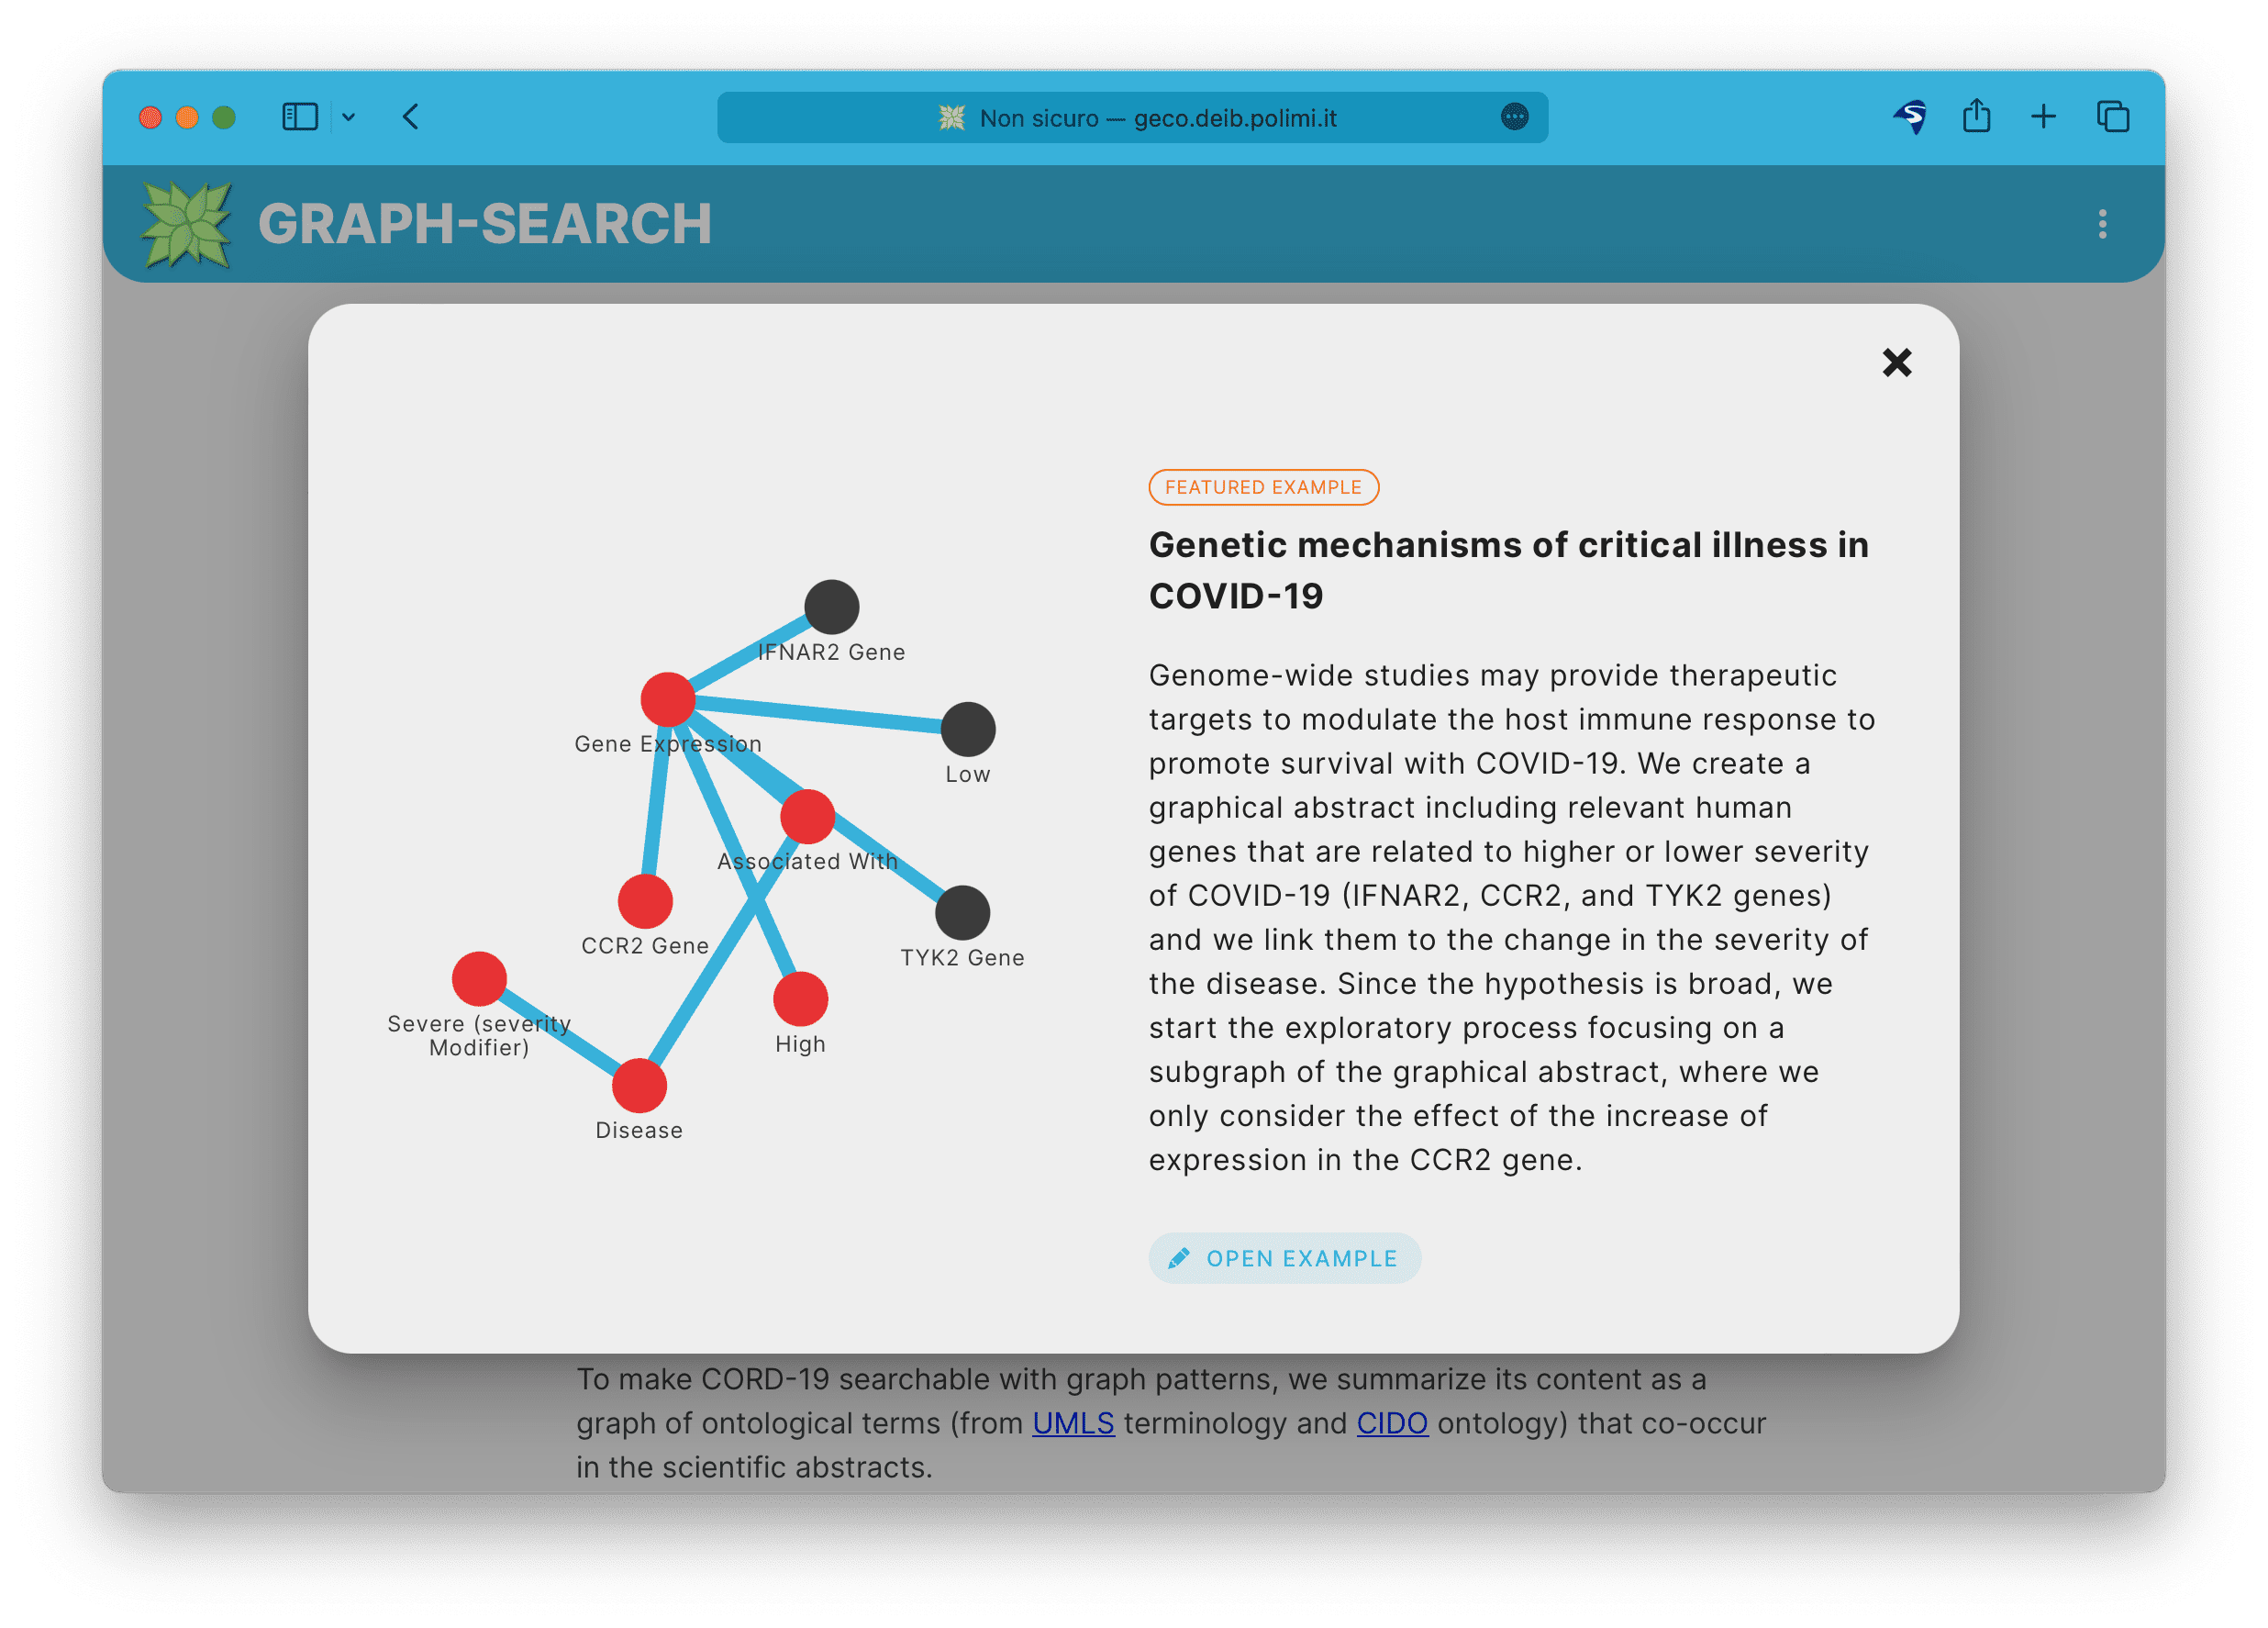 Non sicuro — geco.deib.polimi.it
GRAPH-SEARCH
IFNAR2 Gene
Gene Expression
Low
Associated With
CCR2 Gene
TYK2 Gene
Severe (severity
Modifier)
High
Disease
FEATURED EXAMPLE
Genetic mechanisms of critical illness in
COVID-19
Genome-wide studies may provide therapeutic
targets to modulate the host immune response to
promote survival with COVID-19. We create a
graphical abstract including relevant human
genes that are related to higher or lower severity
of COVID-19 (IFNAR2, CCR2, and TYK2 genes)
and we link them to the change in the severity of
the disease. Since the hypothesis is broad, we
start the exploratory process focusing on a
subgraph of the graphical abstract, where we
only consider the effect of the increase of
expression in the CCR2 gene.
OPEN EXAMPLE
To make CORD-19 searchable with graph patterns, we summarize its content as a
graph of ontological terms (from UMLS terminology and CIDO ontology) that co-occur
in the scientific abstracts.